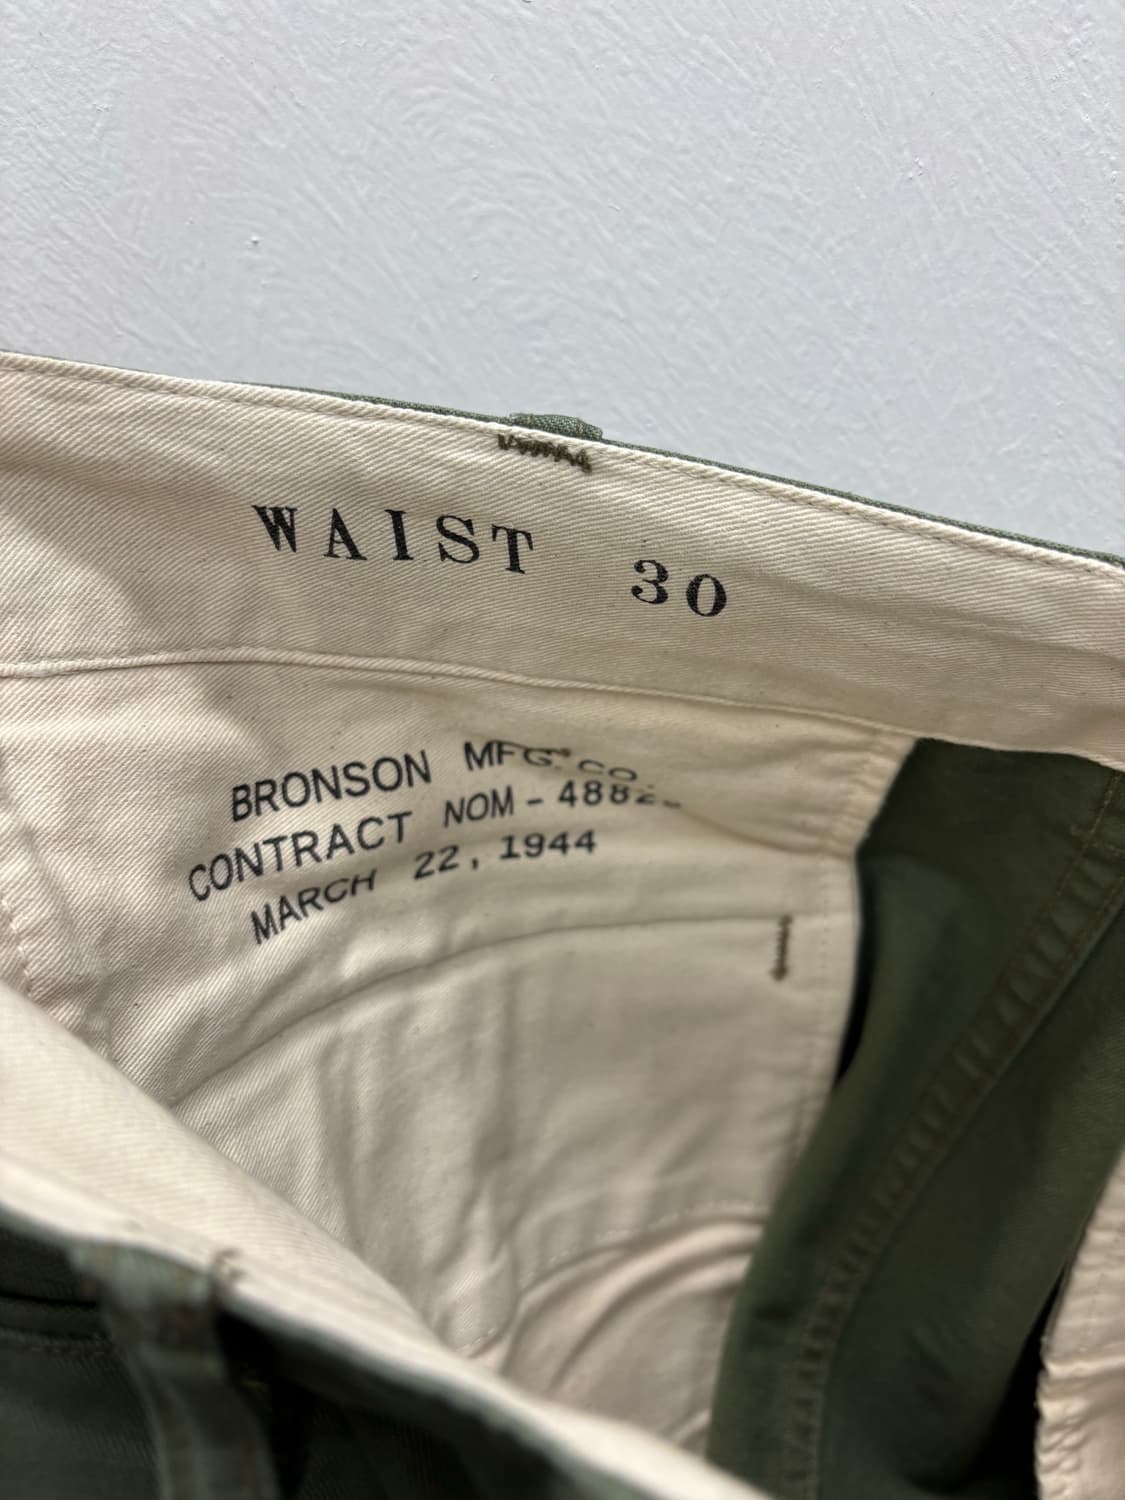 WAIST 30
BRONSON MFG. CO.
CONTRACT NOM -
MARCH 22, 1944